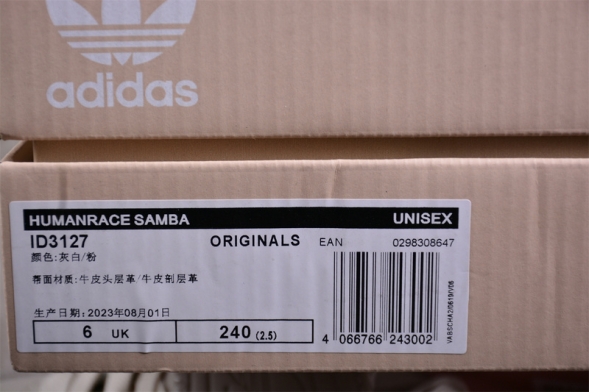 adidas
HUMANRACE SAMBA UNISEX
ID3127 ORIGINALS EAN 0298308647
颜色:灰白/粉
帮面材质:牛皮头层革/牛皮剖层革
生产日期:2023年08月01日
6 UK 240 (2.5)
4 066766 243002